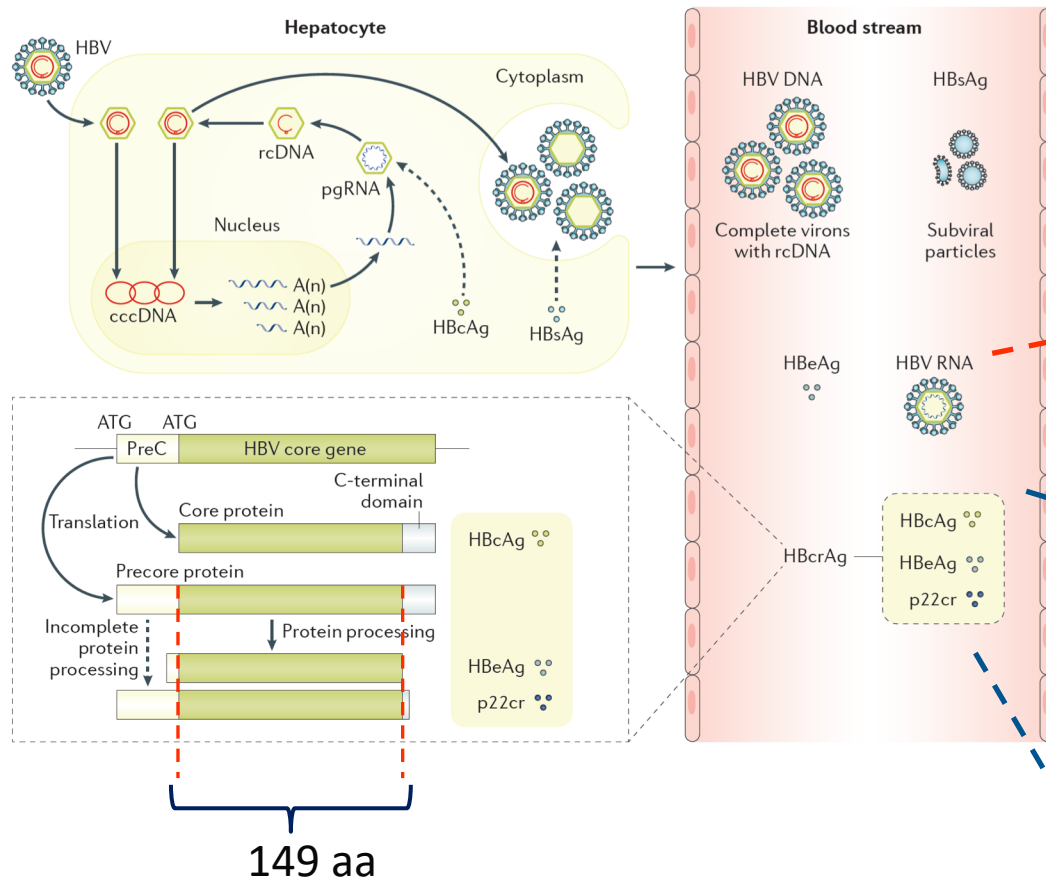 Hepatocyte
HBV
Cytoplasm
rcDNA
pgRNA
Nucleus
A(n)
A(n)
A(n)
cccDNA
HBcAg
HBsAg
Blood stream
HBV DNA
HBsAg
Complete virons
with rcDNA
Subviral
particles
HBeAg
HBV RNA
HBcrAg
HBcAg
HBeAg
p22cr
ATG
ATG
PreC
HBV core gene
C-terminal
domain
Translation
Core protein
HBcAg
Precore protein
Incomplete
protein
processing
Protein processing
HBeAg
p22cr
149 aa